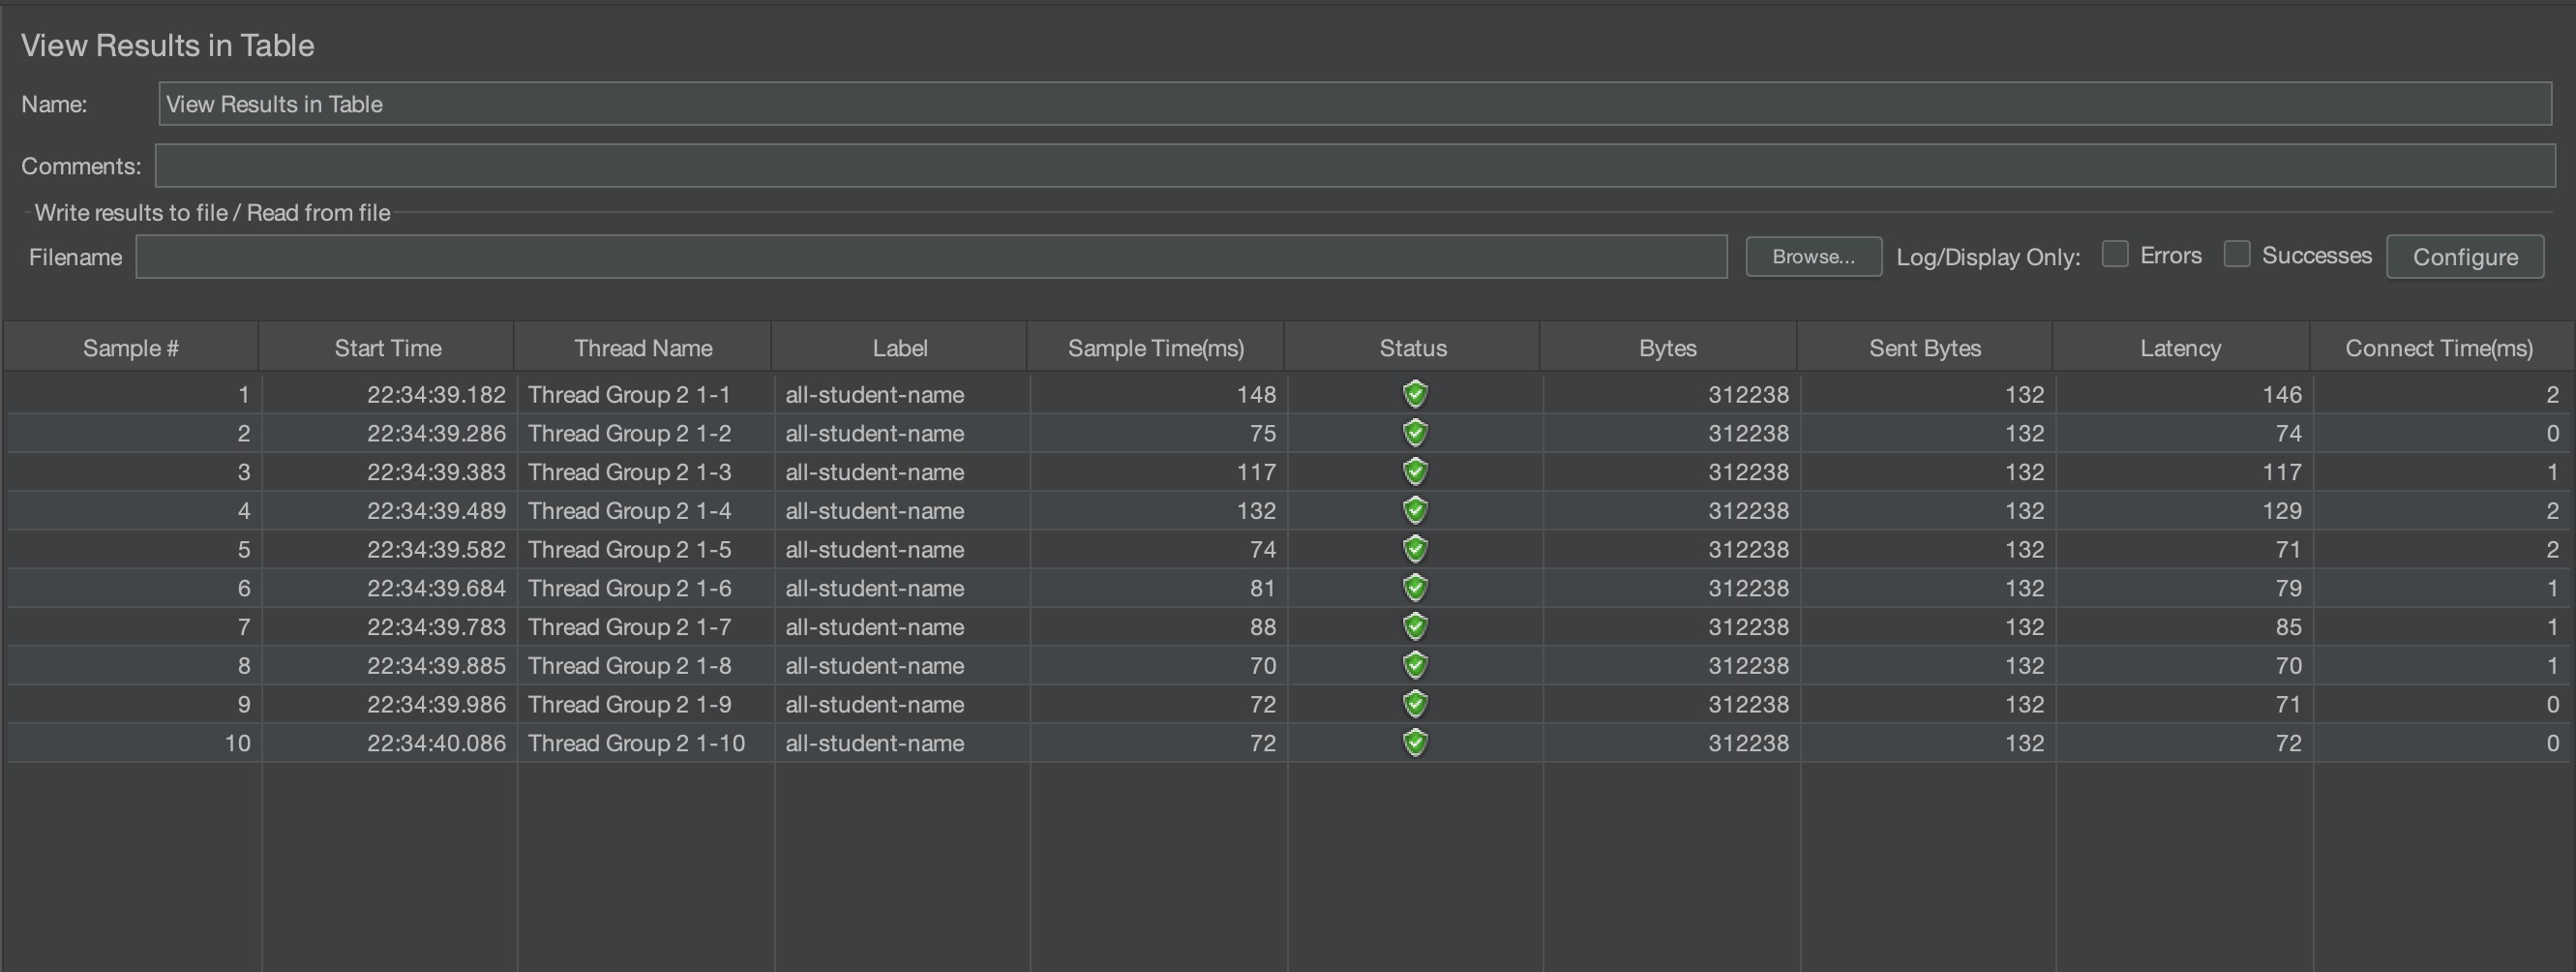 View Results in Table
Name: View Results in Table
Comments:
Write results to file / Read from file
Filename Browse... Log/Display Only: Errors Successes Configure
Sample # Start Time Thread Name Label Sample Time(ms) Status Bytes Sent Bytes Latency Connect Time(ms)
1 22:34:39.182 Thread Group 2 1-1 all-student-name 148 312238 132 146 2
2 22:34:39.286 Thread Group 2 1-2 all-student-name 75 312238 132 74 0
3 22:34:39.383 Thread Group 2 1-3 all-student-name 117 312238 132 117 1
4 22:34:39.489 Thread Group 2 1-4 all-student-name 132 312238 132 129 2
5 22:34:39.582 Thread Group 2 1-5 all-student-name 74 312238 132 71 2
6 22:34:39.684 Thread Group 2 1-6 all-student-name 81 312238 132 79 1
7 22:34:39.783 Thread Group 2 1-7 all-student-name 88 312238 132 85 1
8 22:34:39.885 Thread Group 2 1-8 all-student-name 70 312238 132 70 1
9 22:34:39.986 Thread Group 2 1-9 all-student-name 72 312238 132 71 0
10 22:34:40.086 Thread Group 2 1-10 all-student-name 72 312238 132 72 0